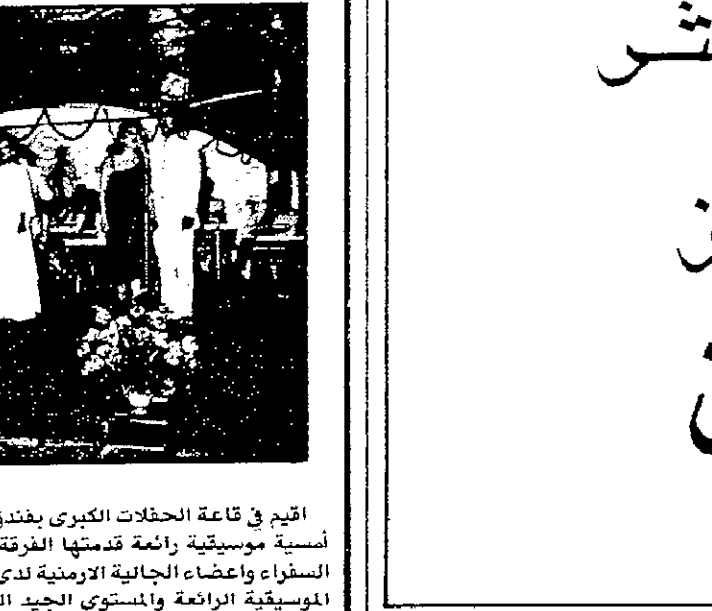 اقيم في قاعة الحفلات الكبرى بفندق
أمسية موسيقية رائعة قدمتها الفرقة
السفراء واعضاء الجالية الارمنية لدى
الموسيقية الرائعة والمستوى الجيد